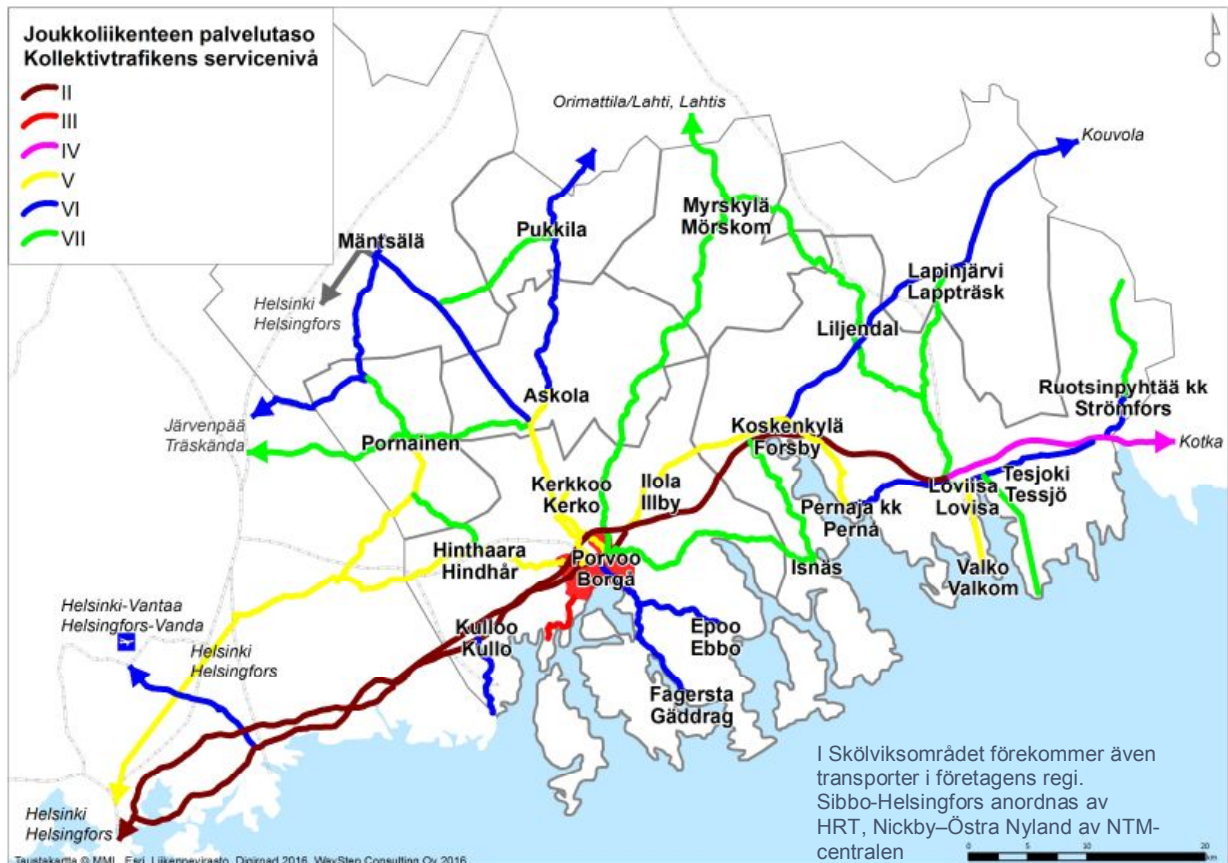 Joukkoliikenteen palvelutaso
Kollektivtrafikens servicenivå
II
III
IV
V
VI
VII
Orimattila/Lahti, Lahtis
Kouvola
Myrskylä
Mörskom
Pukkila
Mäntsälä
Lapinjärvi
Lappträsk
Helsinki
Helsingfors
Liljendal
Ruotsinpyhtää kk
Strömfors
Askola
Järvenpää
Träskända
Pornainen
Koskenkylä
Forsby
Kotka
Kerkkoo
Kerko
Ilola
Illby
Tesjoki
Tessjö
Loviisa
Lovisa
Pernaja kk
Pernå
Hinthaara
Hindhår
Porvoo
Borgå
Isnäs
Valko
Valkom
Helsinki-Vantaa
Helsingfors-Vanda
Kulloo
Kullo
Epoo
Ebbo
Helsinki
Helsingfors
Fagersta
Gäddrag
I Skölviksområdet förekommer även
transporter i företagens regi.
Sibbo-Helsingfors anordnas av
HRT, Nickby–Östra Nyland av NTM-
centralen
Helsinki
Helsingfors
0
10
20
Taustakartta © MML, Esri, Liikennevirasto, Digiroad 2016, WayStep Consulting Oy 2016